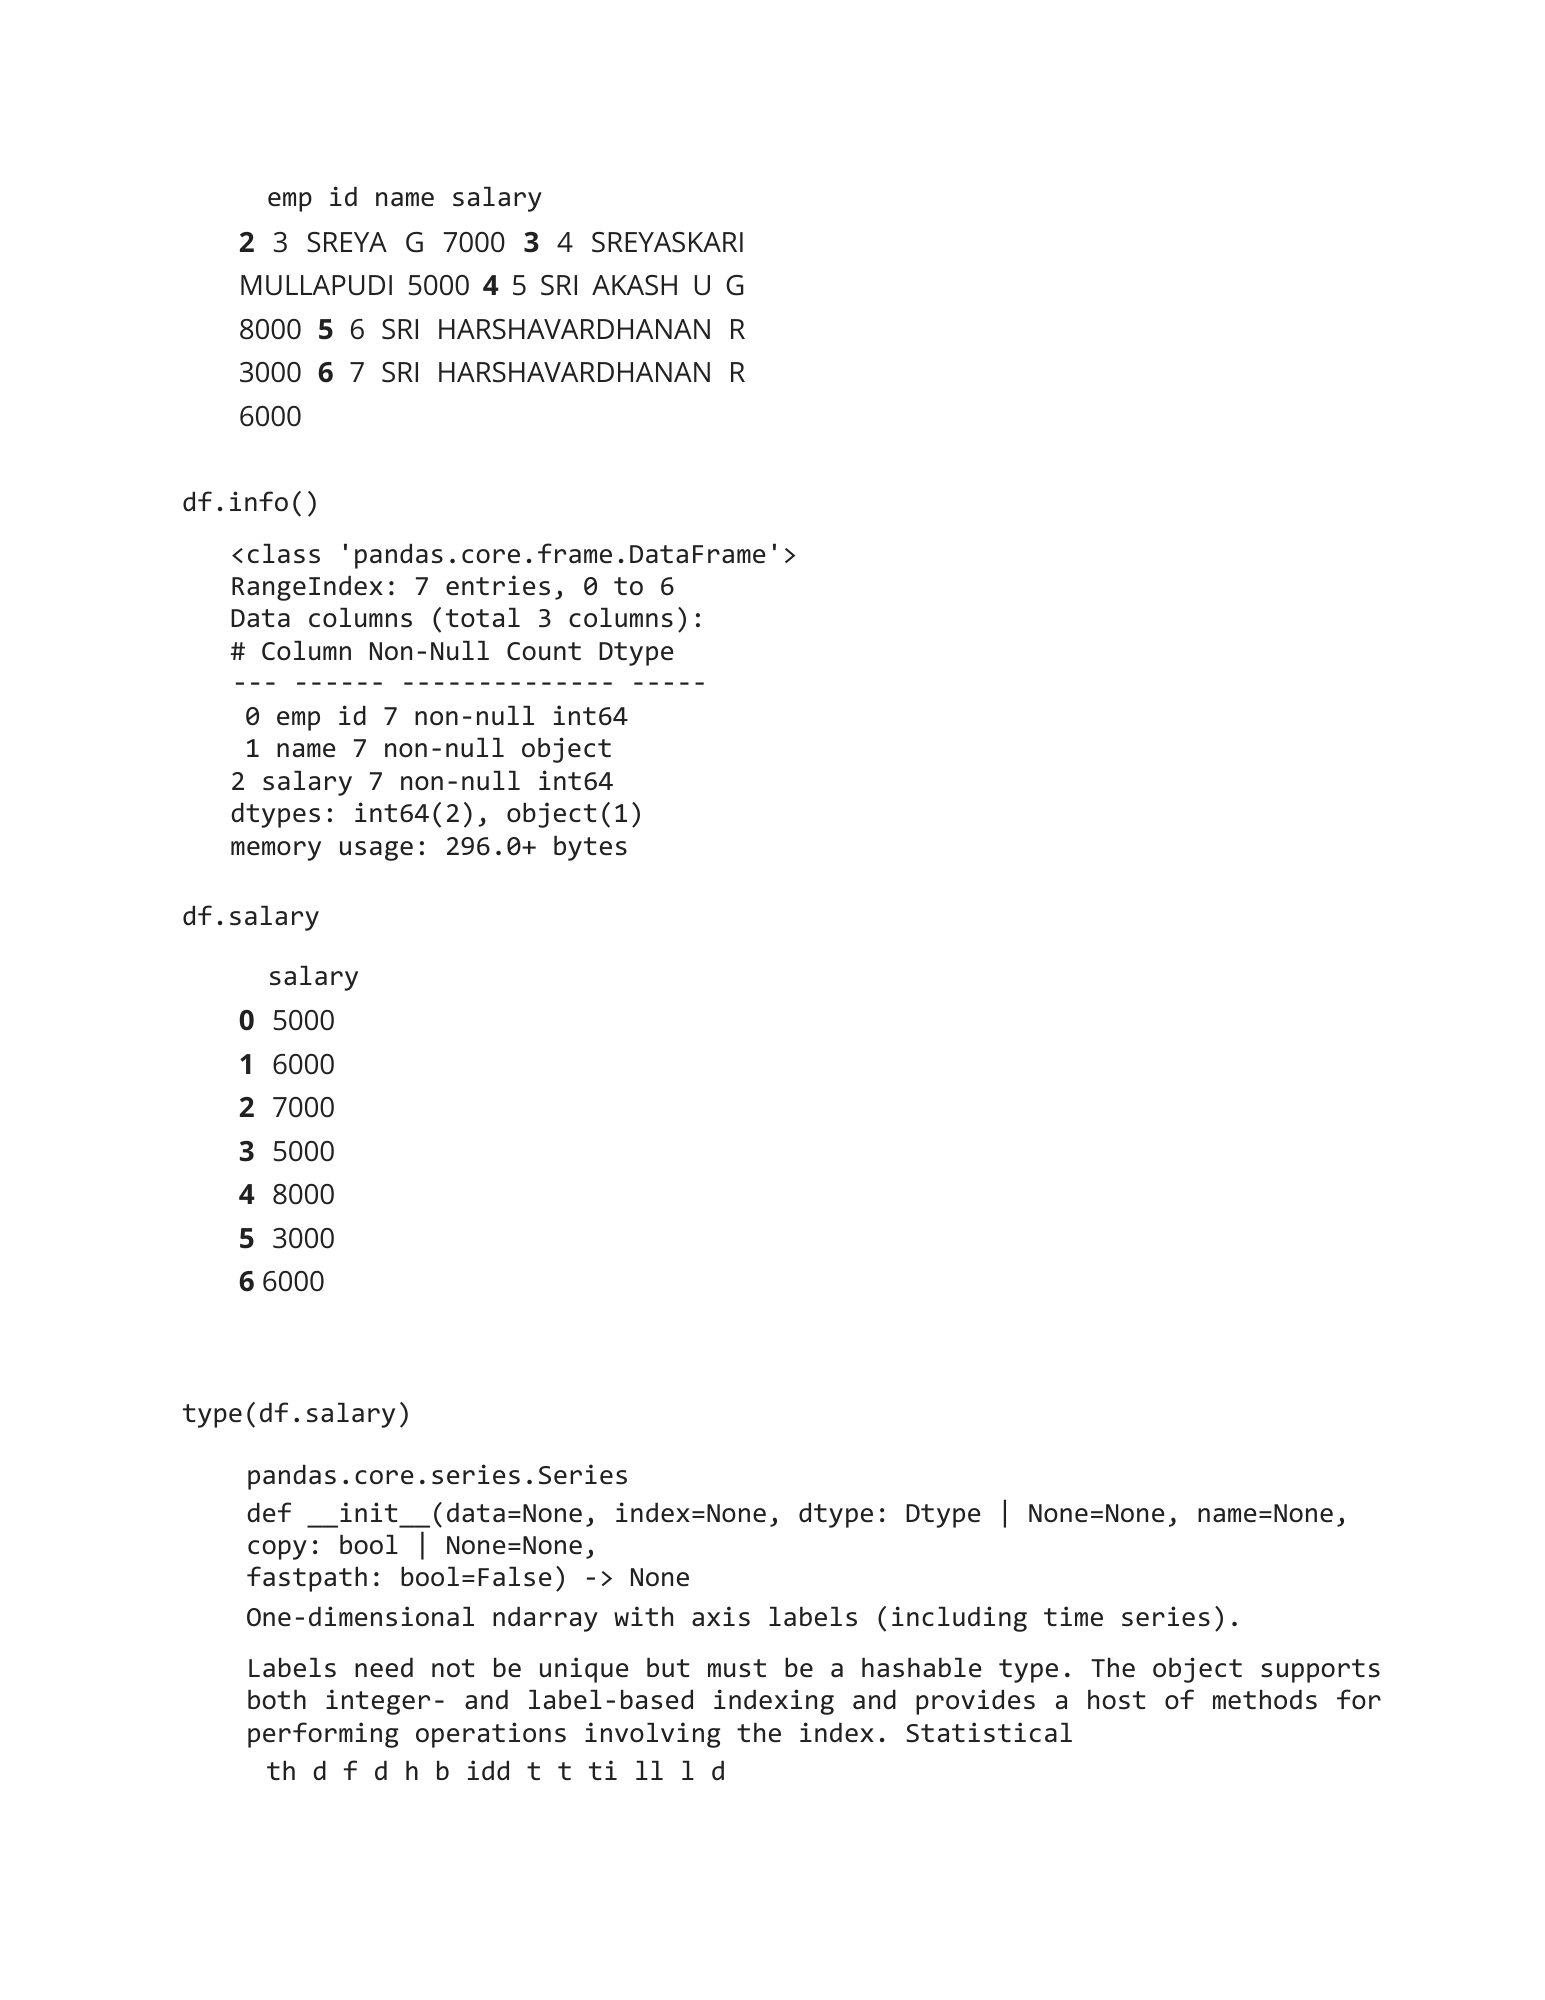 emp id name salary
2 3 SREYA G 7000 3 4 SREYASKARI
MULLAPUDI 5000 4 5 SRI AKASH U G
8000 5 6 SRI HARSHAVARDHANAN R
3000 6 7 SRI HARSHAVARDHANAN R
6000
df.info()
<class 'pandas.core.frame.DataFrame'>
RangeIndex: 7 entries, 0 to 6
Data columns (total 3 columns):
# Column Non-Null Count Dtype
--- ------ -------------- -----
0 emp id 7 non-null int64
1 name 7 non-null object
2 salary 7 non-null int64
dtypes: int64(2), object(1)
memory usage: 296.0+ bytes
df.salary
salary
0 5000
1 6000
2 7000
3 5000
4 8000
5 3000
6 6000
type(df.salary)
pandas.core.series.Series
def __init__(data=None, index=None, dtype: Dtype | None=None, name=None,
copy: bool | None=None,
fastpath: bool=False) -> None
One-dimensional ndarray with axis labels (including time series).
Labels need not be unique but must be a hashable type. The object supports
both integer- and label-based indexing and provides a host of methods for
performing operations involving the index. Statistical
th d f d h b idd t t ti ll l d